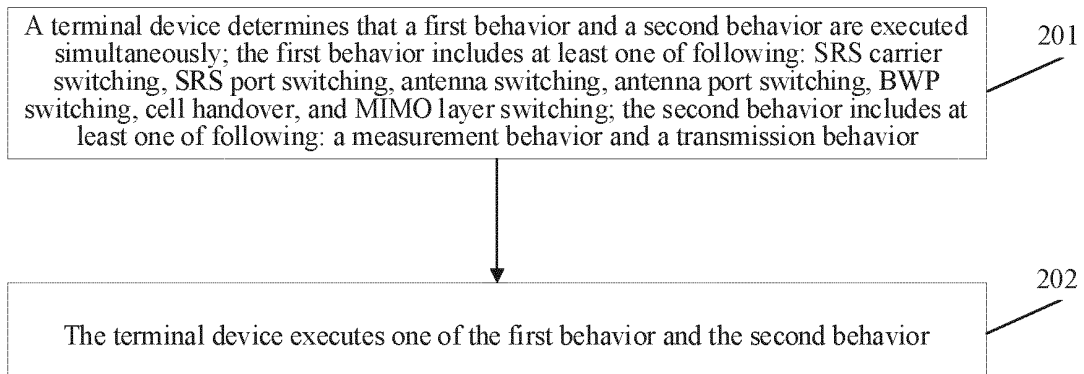 A terminal device determines that a first behavior and a second behavior are executed
simultaneously; the first behavior includes at least one of following: SRS carrier
switching, SRS port switching, antenna switching, antenna port switching, BWP
switching, cell handover, and MIMO layer switching; the second behavior includes at
least one of following: a measurement behavior and a transmission behavior
201
The terminal device executes one of the first behavior and the second behavior
202